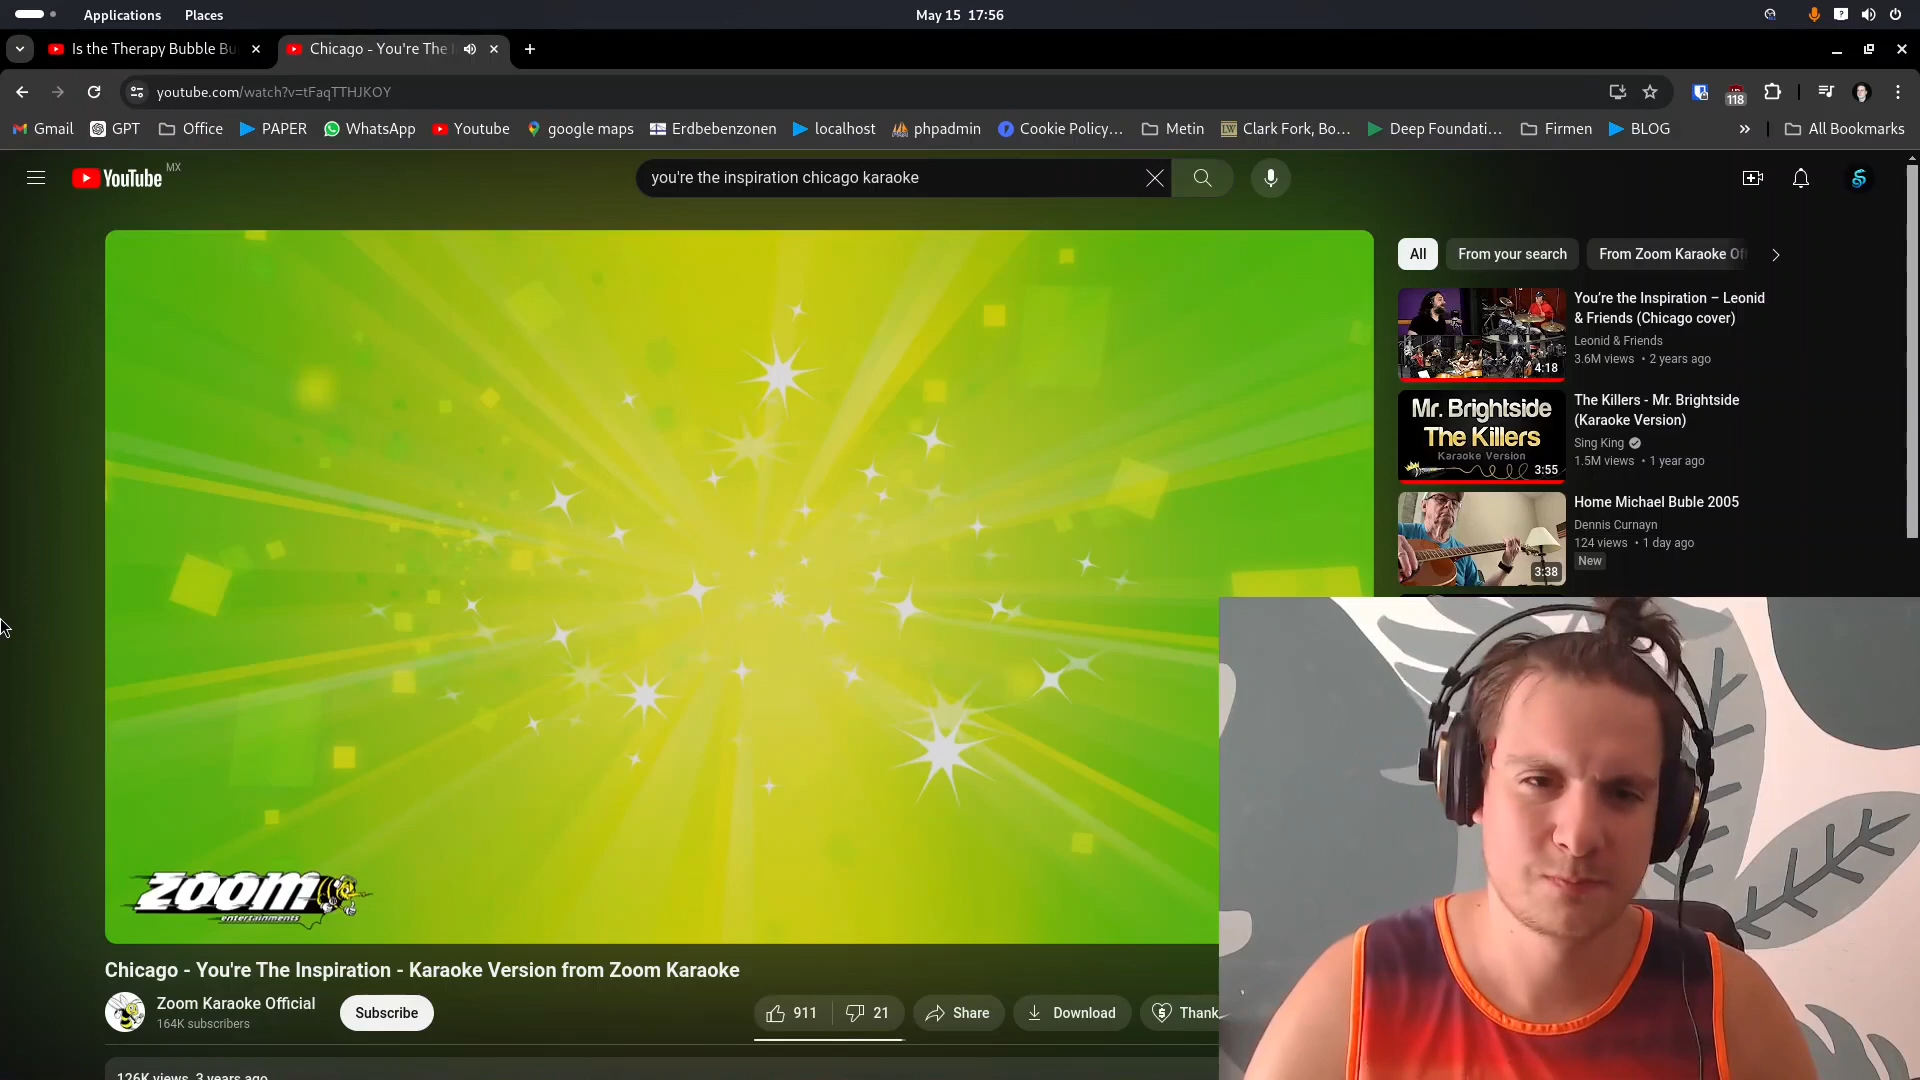 Applications Places May 15 17:56
Is the Therapy Bubble Bu
Chicago - You're The I
youtube.com/watch?v=tFaqTTHJKOY
118
Gmail GPT Office PAPER WhatsApp Youtube google maps Erdbebenzonen localhost phpadmin Cookie Policy... Metin Clark Fork, Bo... Deep Foundati... Firmen BLOG All Bookmarks
YouTube MX
you're the inspiration chicago karaoke
All From your search From Zoom Karaoke Of
You're the Inspiration – Leonid
& Friends (Chicago cover)
Leonid & Friends
3.6M views • 2 years ago
4:18
Mr. Brightside
The Killers
Karaoke Version
3:55
The Killers - Mr. Brightside
(Karaoke Version)
Sing King
1.5M views • 1 year ago
Home Michael Buble 2005
Dennis Curnayn
124 views • 1 day ago
New
3:38
zoom
entertainments
Chicago - You're The Inspiration - Karaoke Version from Zoom Karaoke
Zoom Karaoke Official
164K subscribers
Subscribe
911 21 Share Download Thank
126K views 3 years ago